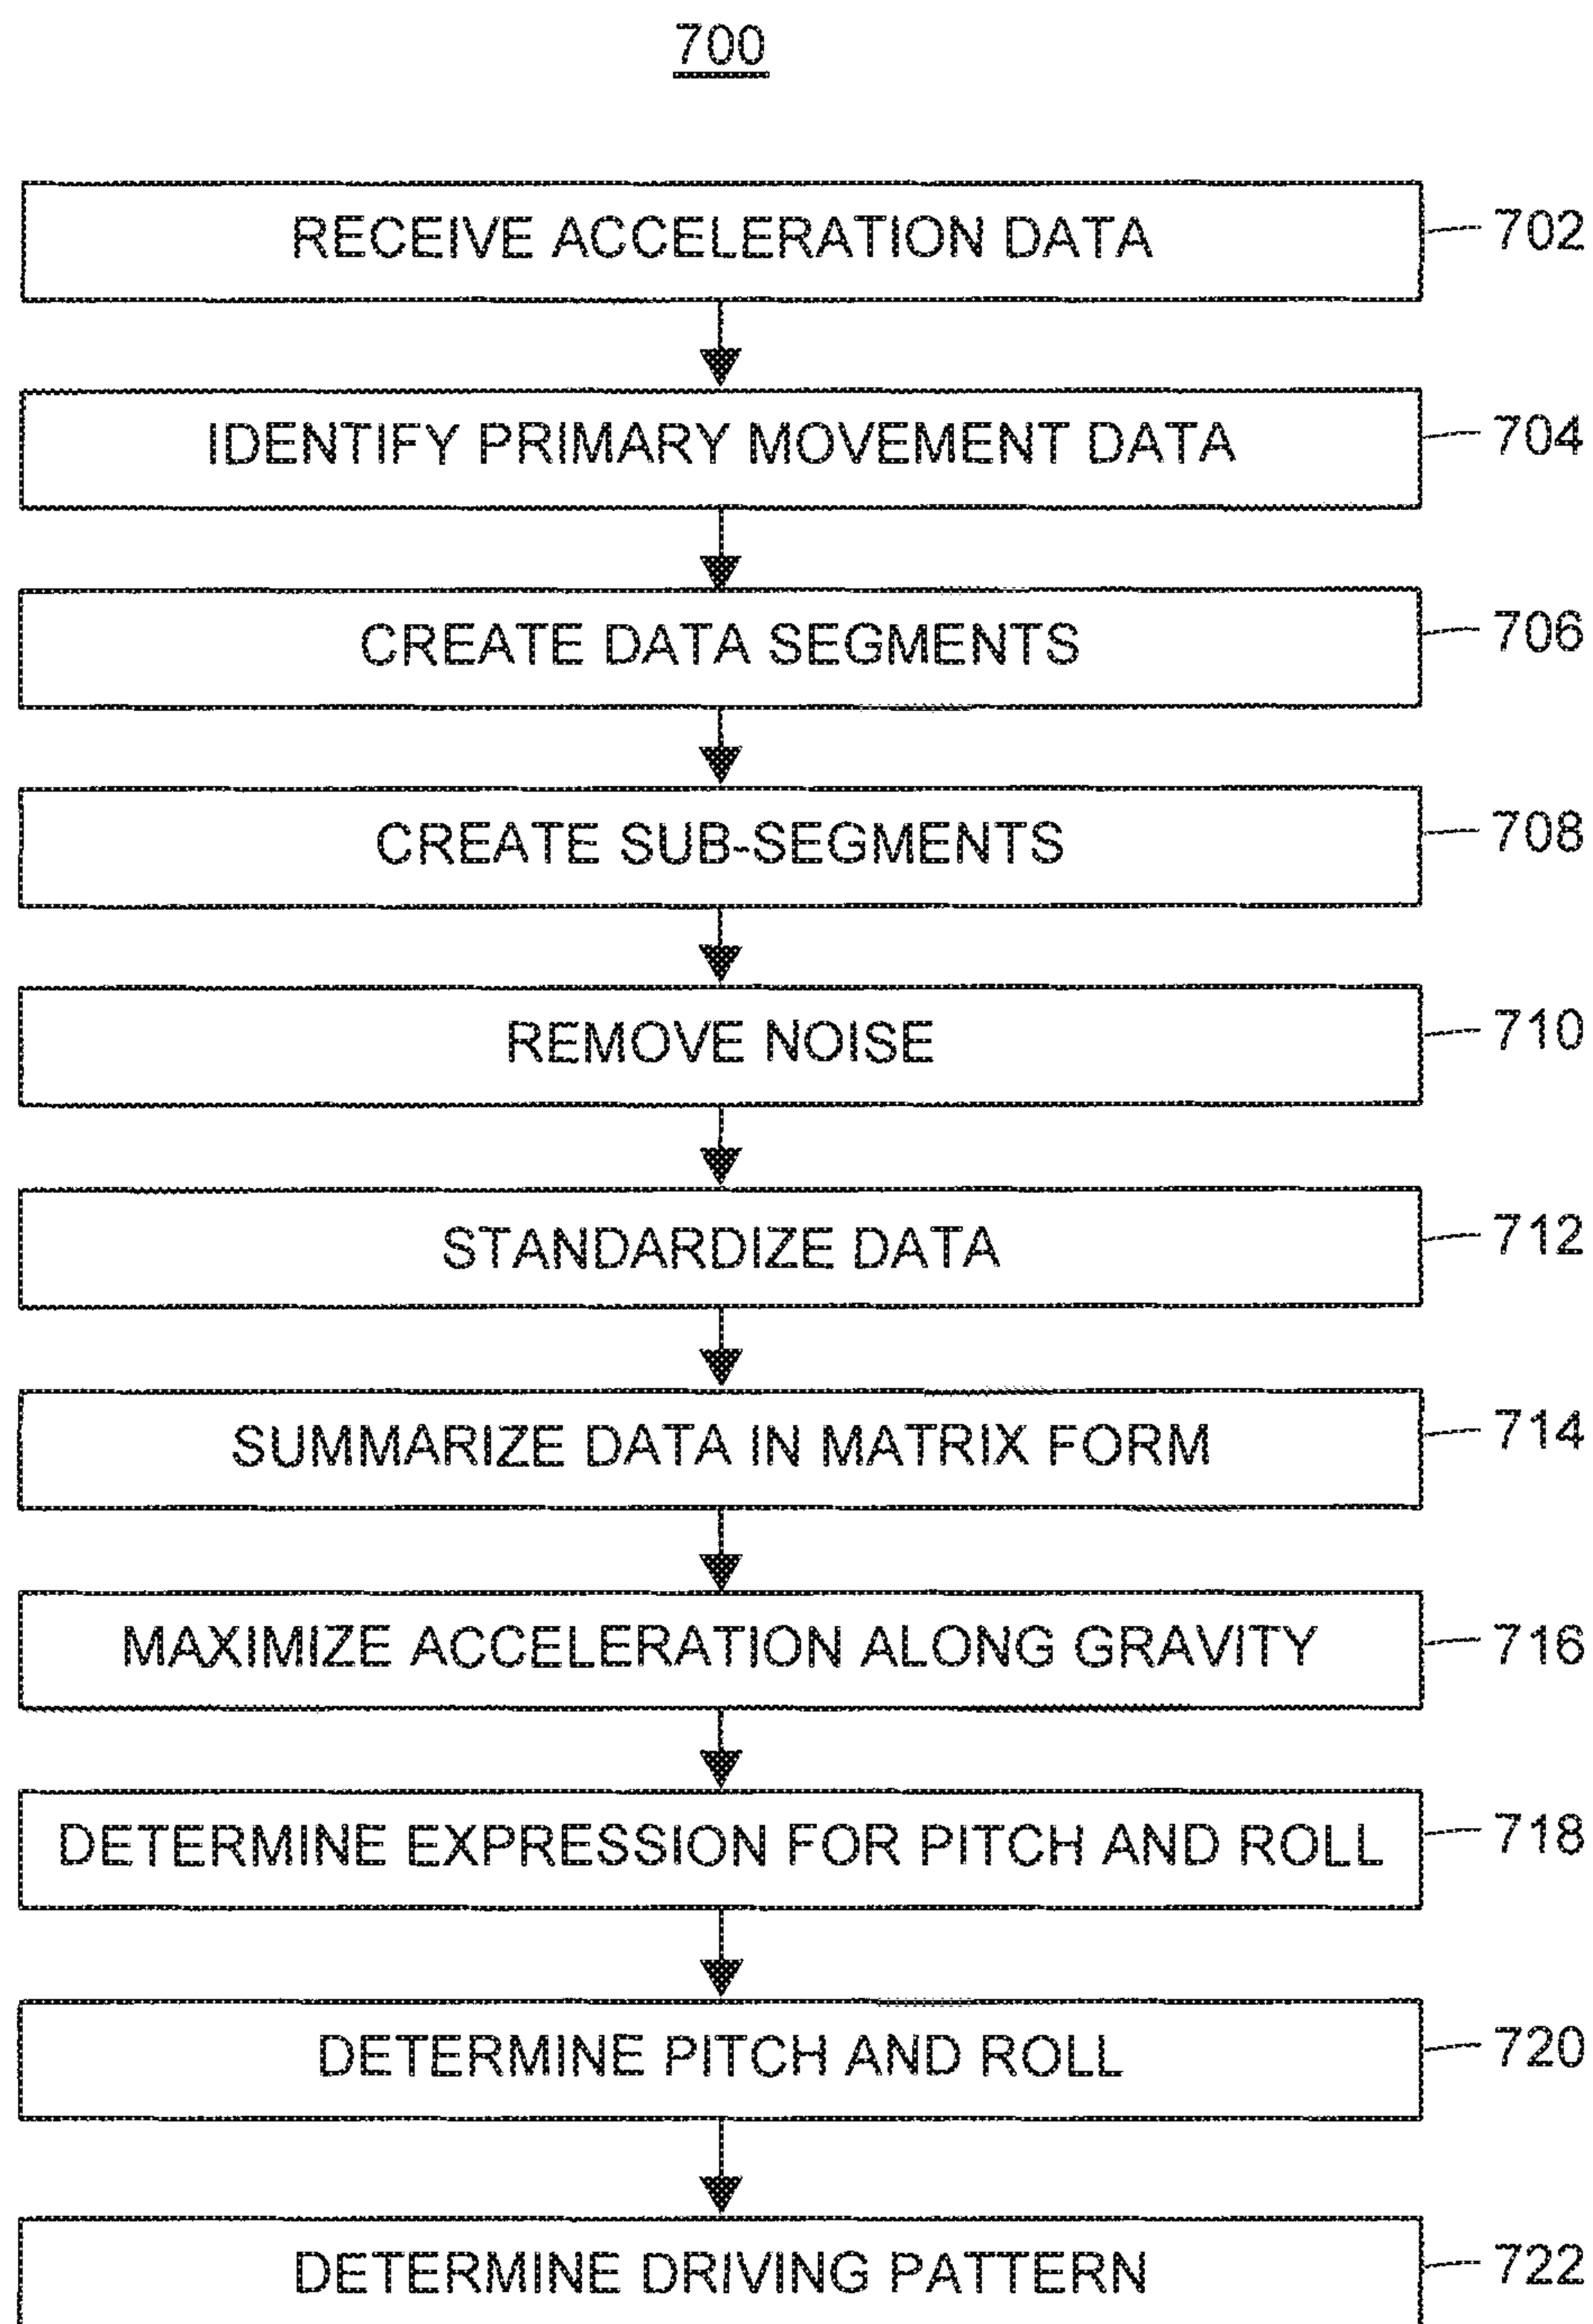 700
RECEIVE ACCELERATION DATA 702
IDENTIFY PRIMARY MOVEMENT DATA 704
CREATE DATA SEGMENTS 706
CREATE SUB-SEGMENTS 708
REMOVE NOISE 710
STANDARDIZE DATA 712
SUMMARIZE DATA IN MATRIX FORM 714
MAXIMIZE ACCELERATION ALONG GRAVITY 716
DETERMINE EXPRESSION FOR PITCH AND ROLL 718
DETERMINE PITCH AND ROLL 720
DETERMINE DRIVING PATTERN 722